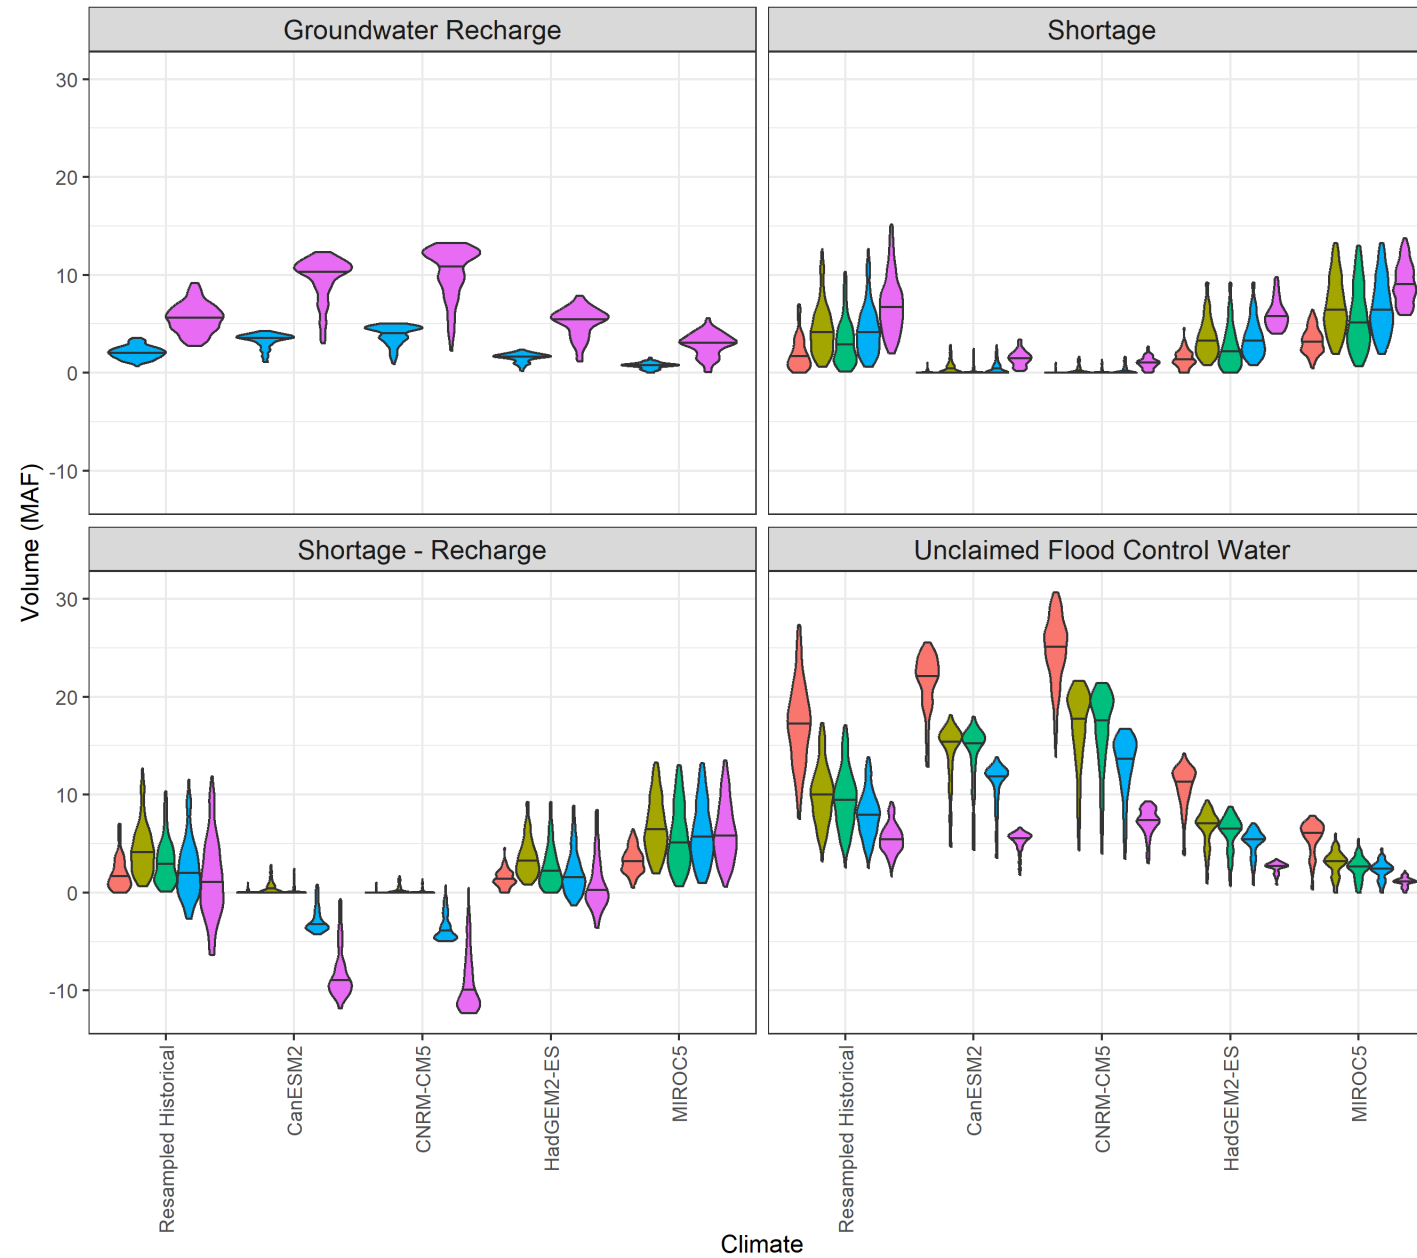 Groundwater Recharge
Shortage
30
20
10
0
-10
Volume (MAF)
Shortage - Recharge
Unclaimed Flood Control Water
30
20
10
0
-10
Resampled Historical
CanESM2
CNRM-CM5
HadGEM2-ES
MIROC5
Resampled Historical
CanESM2
CNRM-CM5
HadGEM2-ES
MIROC5
Climate